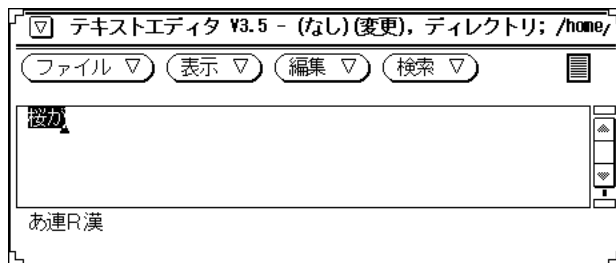 テキストエディタ V3.5 - (なし)(変更), ディレクトリ; /home/
ファイル 表示 編集 検索
桜が
あ連R漢